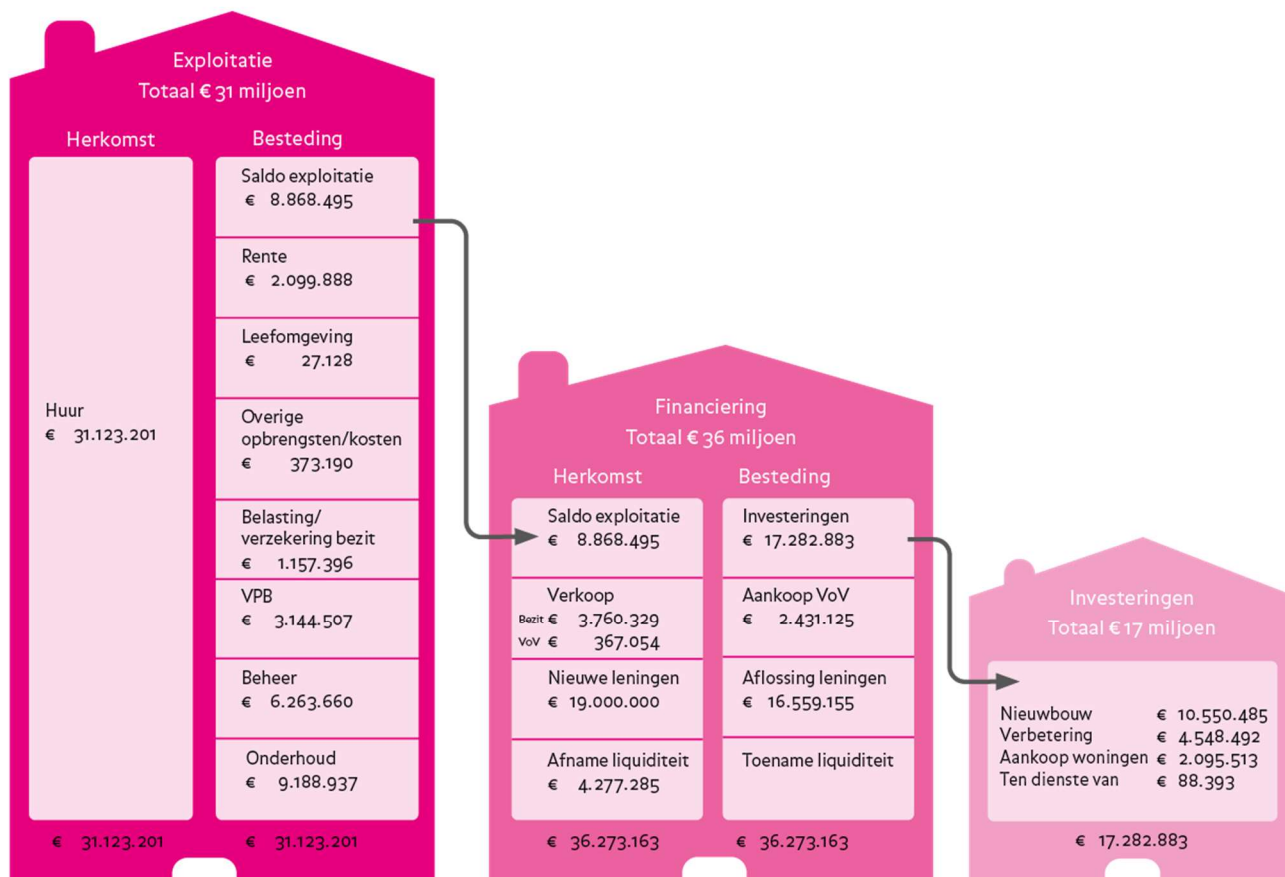 Exploitatie
Totaal € 31 miljoen
Herkomst
Huur
€ 31.123.201
€ 31.123.201
Besteding
Saldo exploitatie
€ 8.868.495
Rente
€ 2.099.888
Leefomgeving
€ 27.128
Overige
opbrengsten/kosten
€ 373.190
Belasting/
verzekering bezit
€ 1.157.396
VPB
€ 3.144.507
Beheer
€ 6.263.660
Onderhoud
€ 9.188.937
€ 31.123.201
Financiering
Totaal € 36 miljoen
Herkomst
Saldo exploitatie
€ 8.868.495
Verkoop
Bezit € 3.760.329
VoV € 367.054
Nieuwe leningen
€ 19.000.000
Afname liquiditeit
€ 4.277.285
€ 36.273.163
Besteding
Investeringen
€ 17.282.883
Aankoop VoV
€ 2.431.125
Aflossing leningen
€ 16.559.155
Toename liquiditeit
€ 36.273.163
Investeringen
Totaal € 17 miljoen
Nieuwbouw € 10.550.485
Verbetering € 4.548.492
Aankoop woningen € 2.095.513
Ten dienste van € 88.393
€ 17.282.883